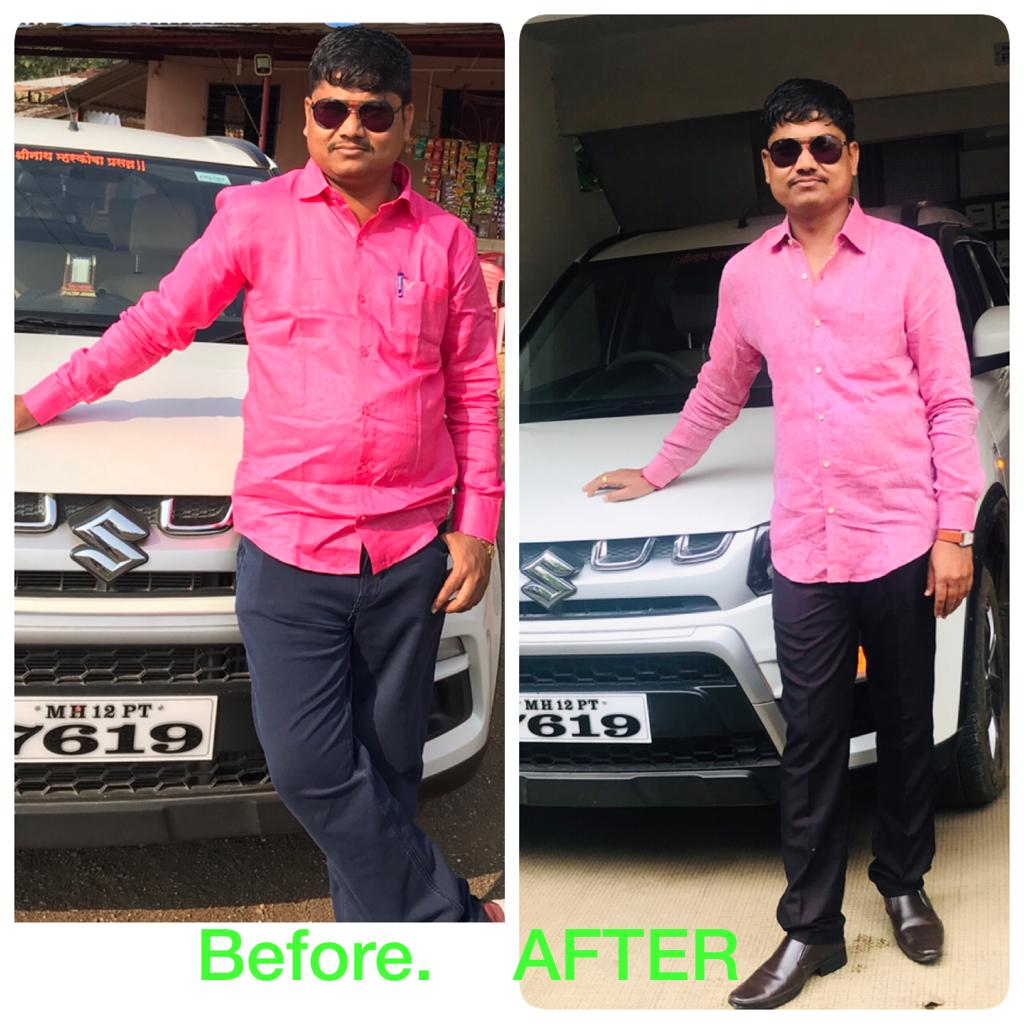 श्रीनाथ म्हस्कोबा प्रसन्न।।
MH 12 PT
7619
MH 12 PT
7619
Before.
AFTER